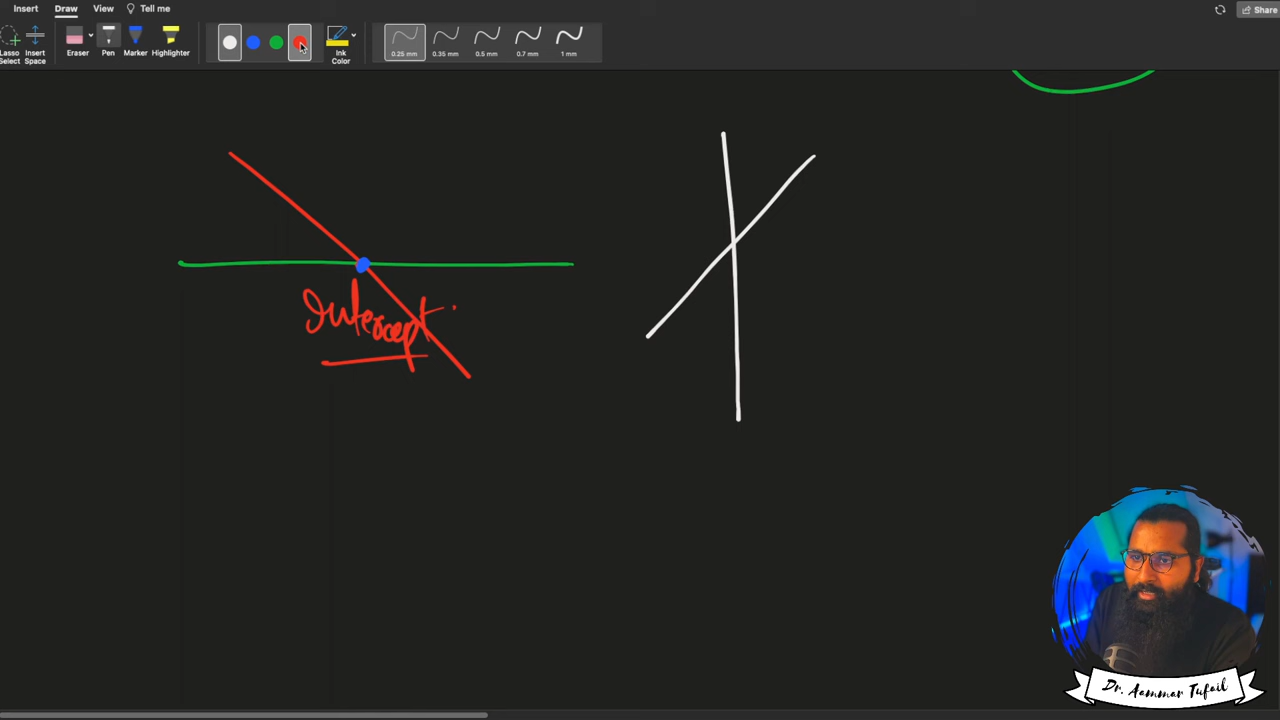 Insert Draw View Tell me
Share
Lasso Select
Insert Space
Eraser
Pen
Marker
Highlighter
Ink Color
0.25 mm
0.35 mm
0.5 mm
0.7 mm
1 mm
Intercept
Dr. Aammar Tufail